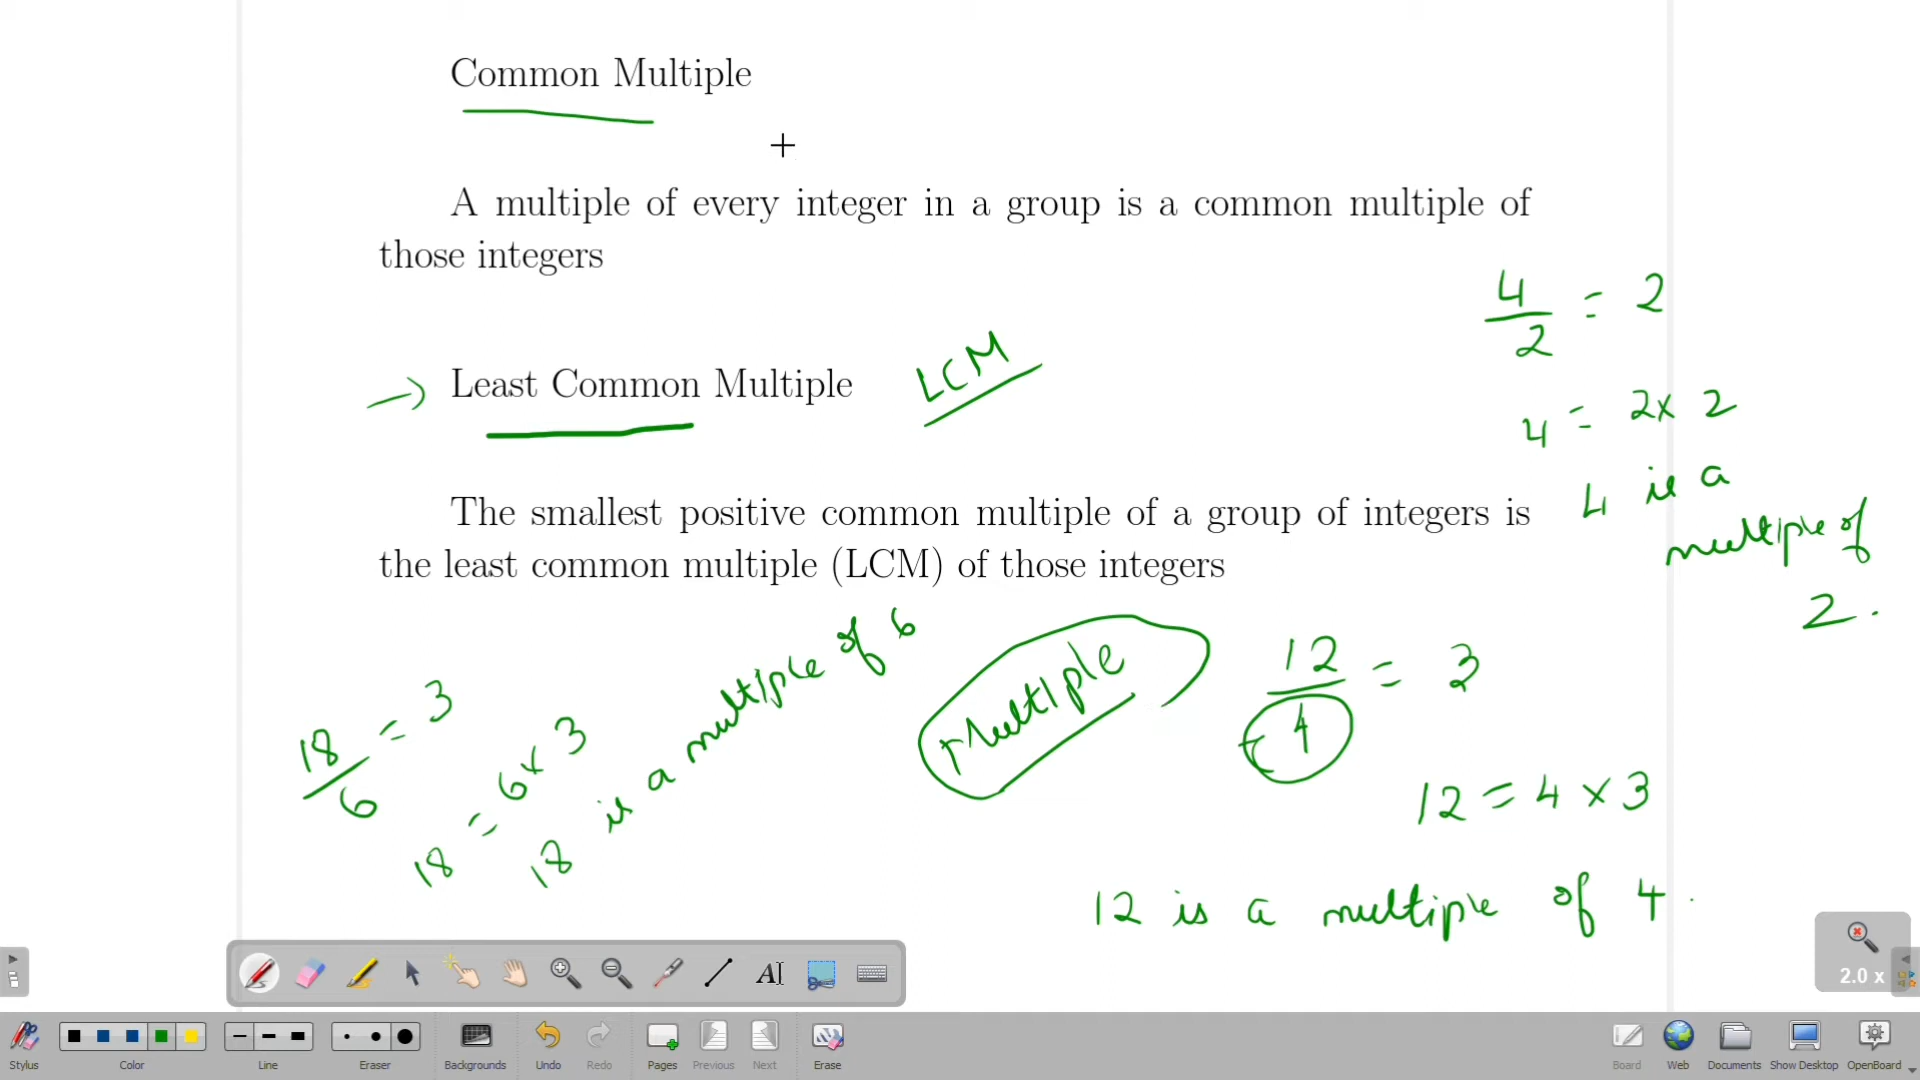 Common Multiple
A multiple of every integer in a group is a common multiple of
those integers
4/2 = 2
Least Common Multiple
LCM
4 = 2x 2
4 is a
multiple of
2.
The smallest positive common multiple of a group of integers is
the least common multiple (LCM) of those integers
18/6 = 3
18 = 6x 3
18 is a multiple of 6
Multiple
12/4 = 3
12 = 4 x 3
12 is a multiple of 4.
2.0 x
Stylus
Color
Line
Eraser
Backgrounds
Undo
Redo
Pages
Previous
Next
Erase
Board
Web
Documents
Show Desktop
OpenBoard